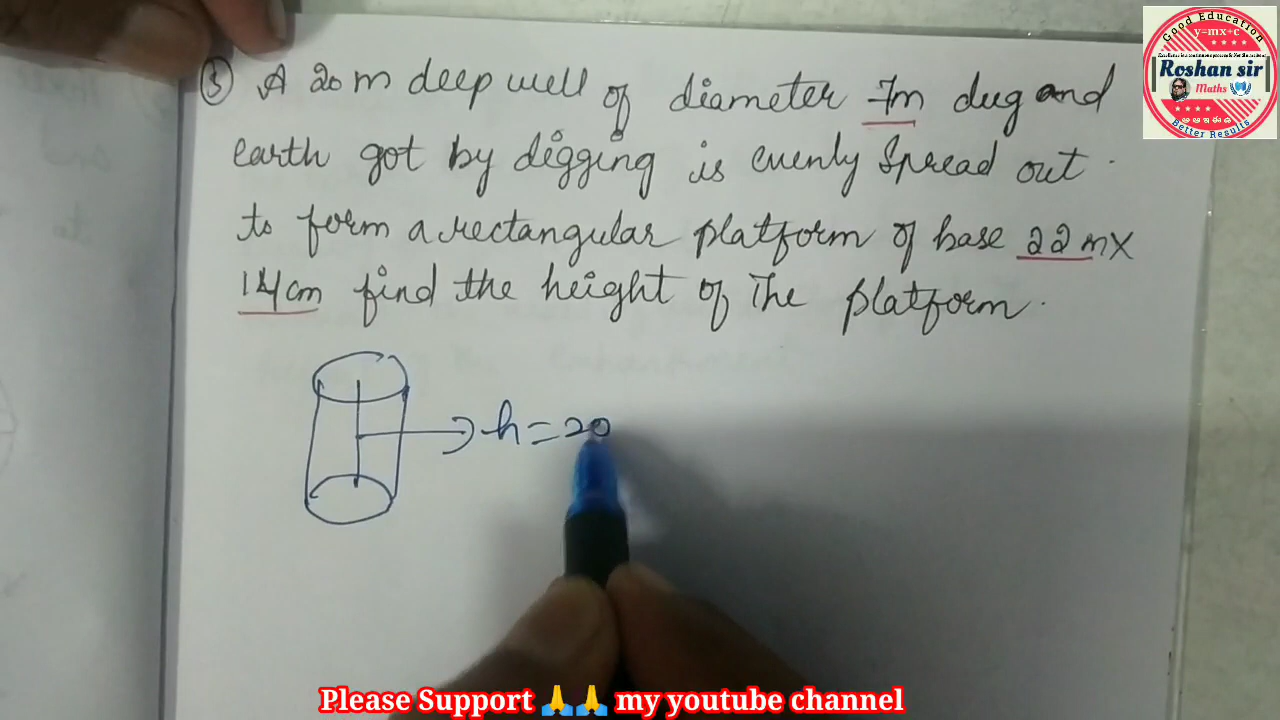 ③ A 20 m deep well of diameter 7m dug and
earth got by digging is evenly spread out
to form a rectangular platform of base 22 m X
14cm find the height of the platform.
h=20
Good Education
y=mx+c
Roshan sir
Maths
Better Results
Please Support 🙏🙏 my youtube channel